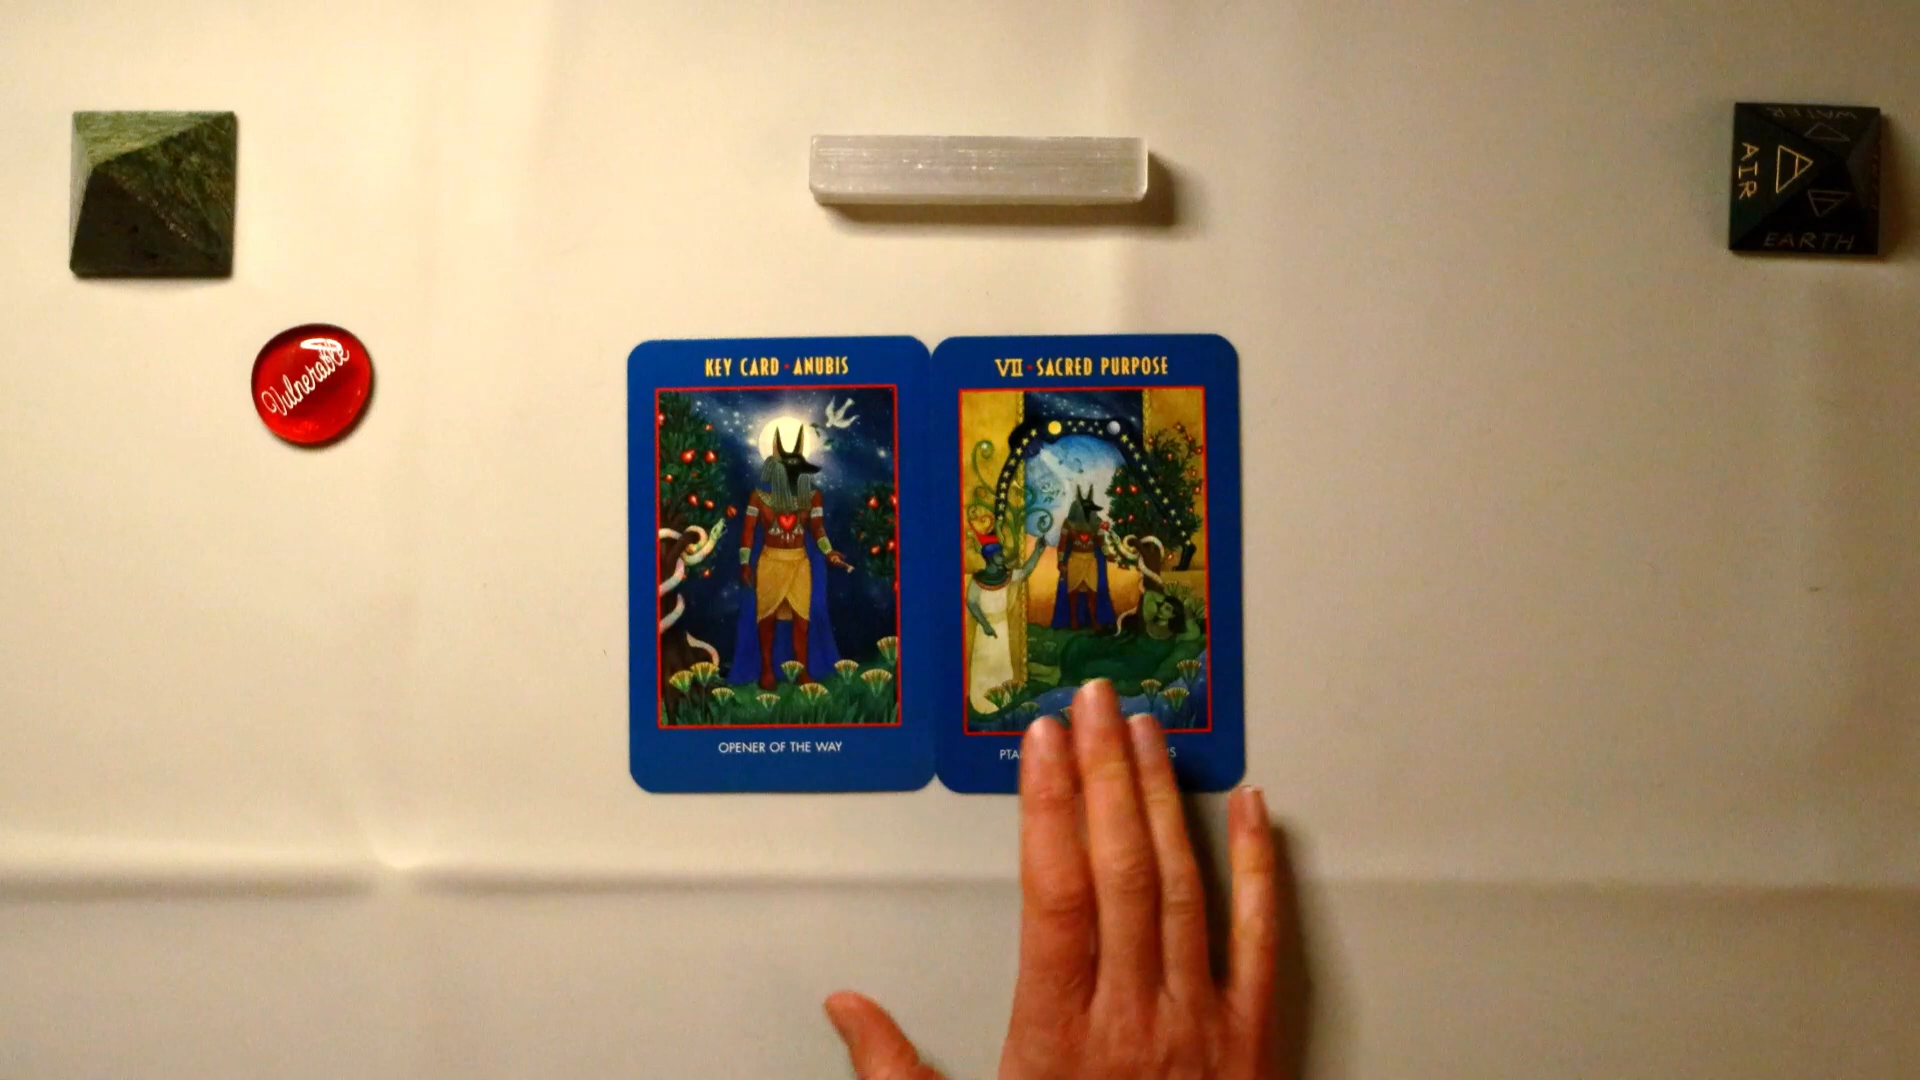 WATER
AIR
EARTH
Vulnerable
KEY CARD • ANUBIS
VII • SACRED PURPOSE
OPENER OF THE WAY